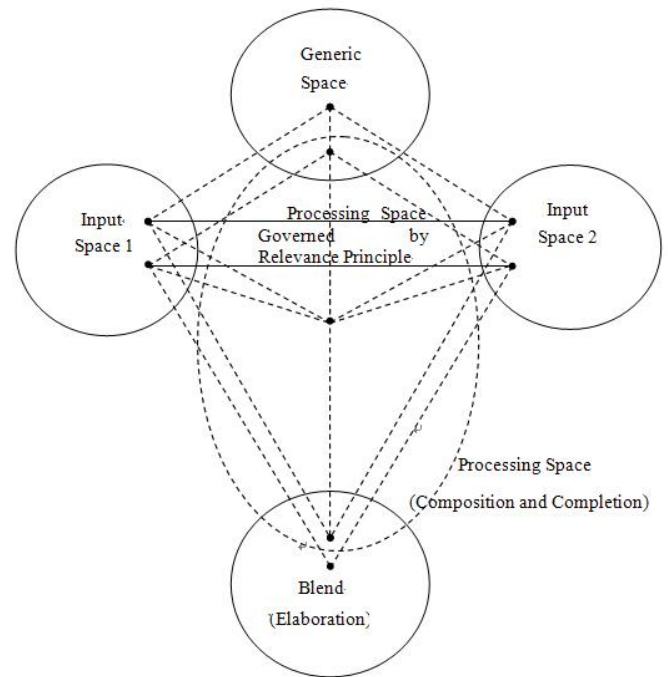 Generic
Space
Input
Space 1
Processing Space
Governed by
Relevance Principle
Input
Space 2
Processing Space
(Composition and Completion)
Blend
(Elaboration)